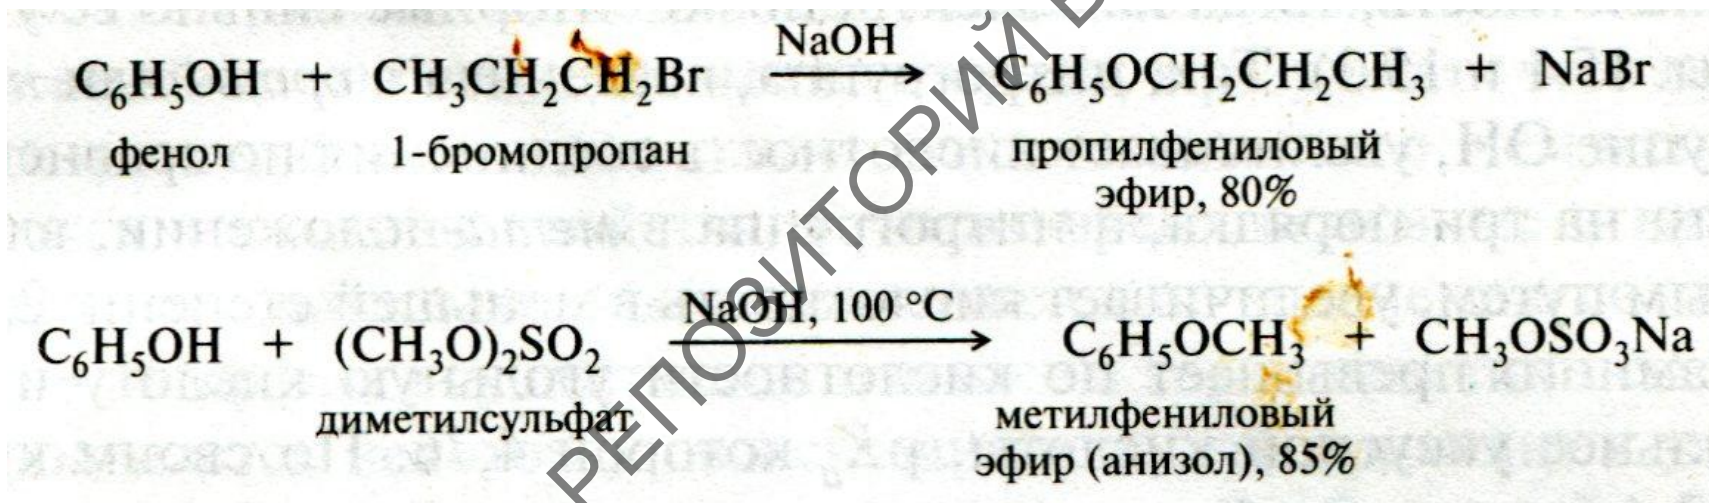 NaOH
C₆H₅OH + CH₃CH₂CH₂Br ⟶ C₆H₅OCH₂CH₂CH₃ + NaBr
фенол 1-бромопропан пропилфениловый
эфир, 80%
NaOH, 100 °C
C₆H₅OH + (CH₃O)₂SO₂ ⟶ C₆H₅OCH₃ + CH₃OSO₃Na
диметилсульфат метилфениловый
эфир (анизол), 85%
РЕПОЗИТОРИЙ